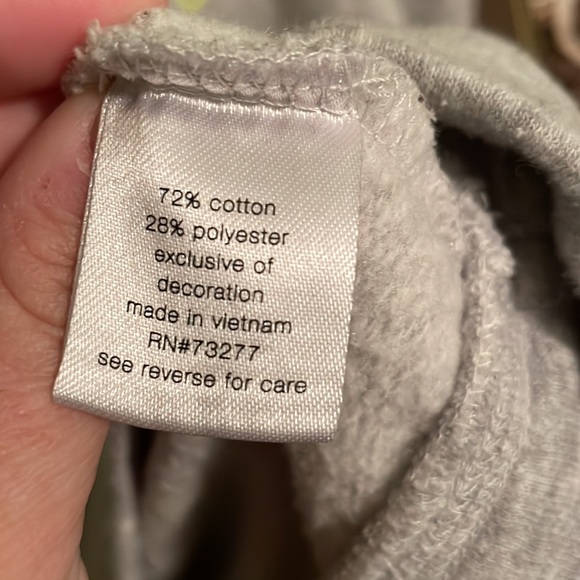 72% cotton
28% polyester
exclusive of
decoration
made in vietnam
RN#73277
see reverse for care